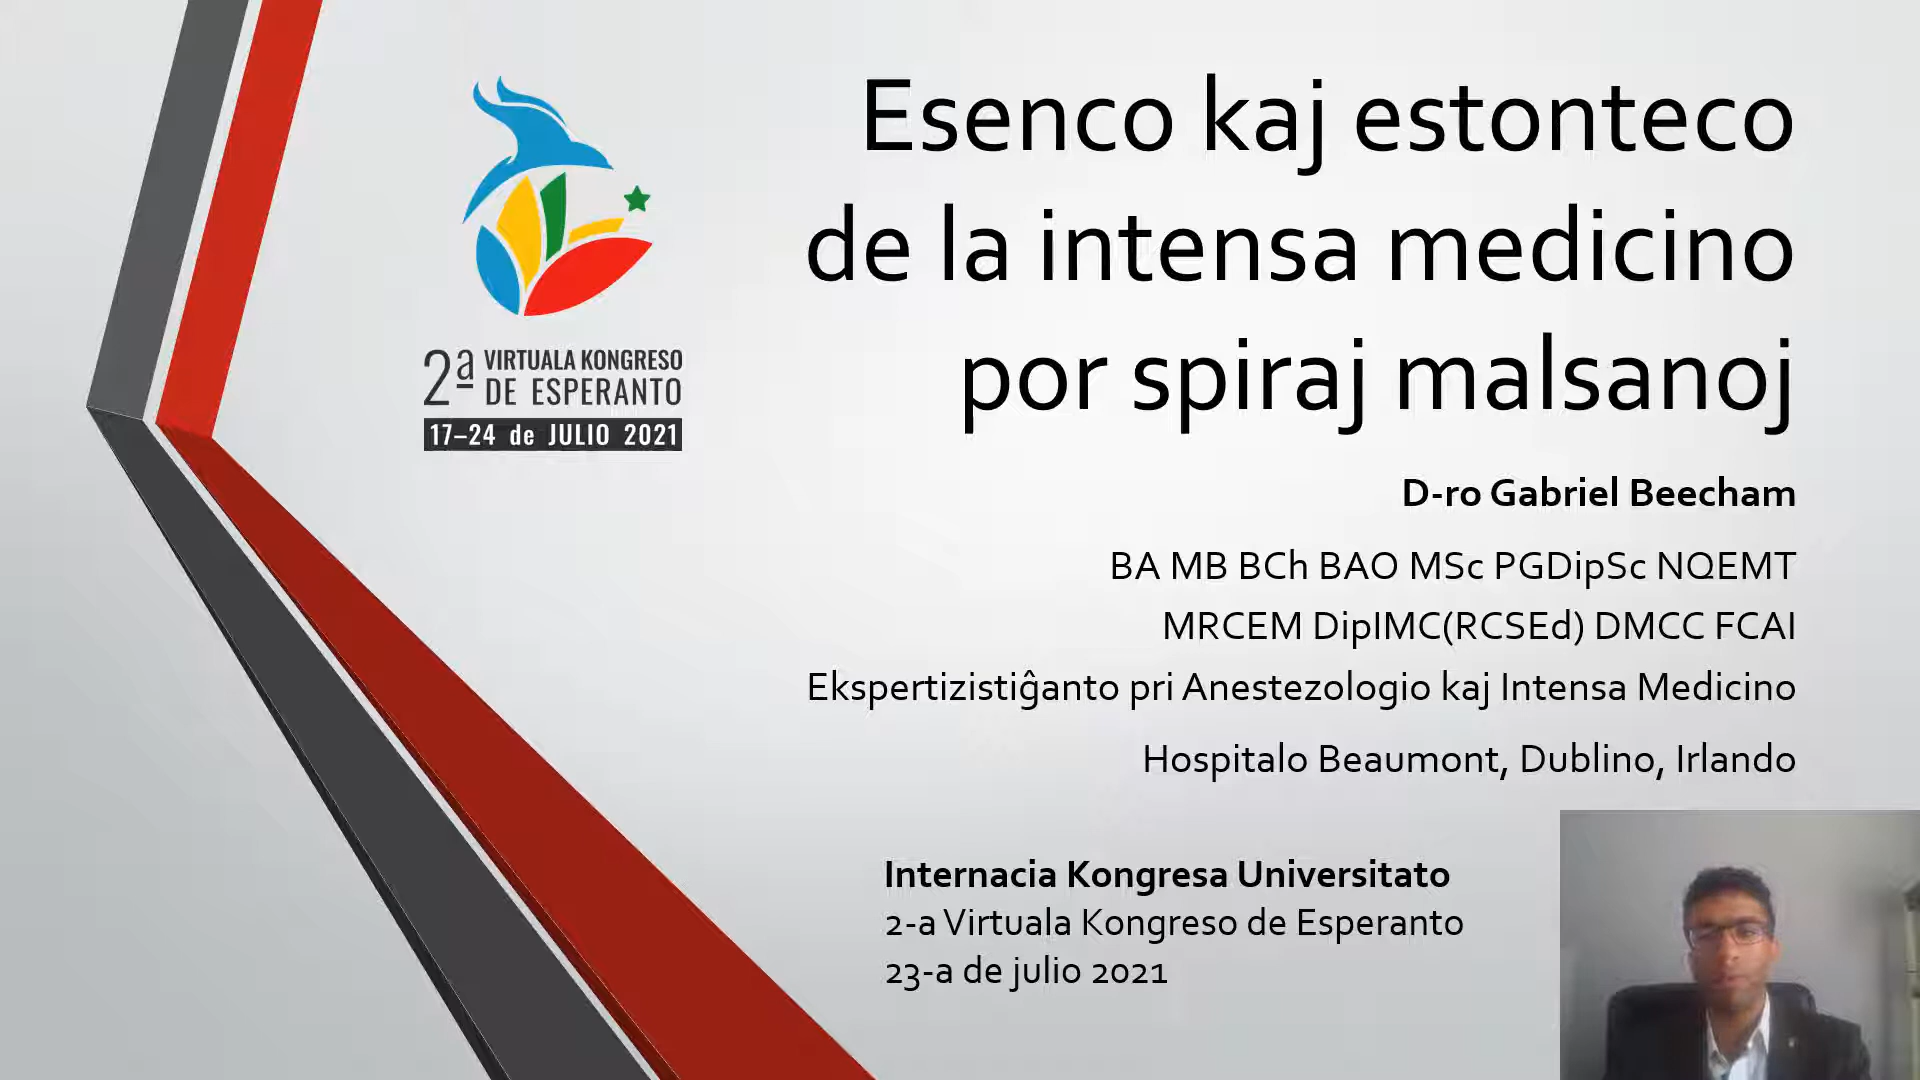 Esenco kaj estonteco
de la intensa medicino
por spiraj malsanoj
2a VIRTUALA KONGRESO
DE ESPERANTO
17–24 de JULIO 2021
D-ro Gabriel Beecham
BA MB BCh BAO MSc PGDipSc NQEMT
MRCEM DipIMC(RCSEd) DMCC FCAI
Ekspertizistiĝanto pri Anestezologio kaj Intensa Medicino
Hospitalo Beaumont, Dublino, Irlando
Internacia Kongresa Universitato
2-a Virtuala Kongreso de Esperanto
23-a de julio 2021